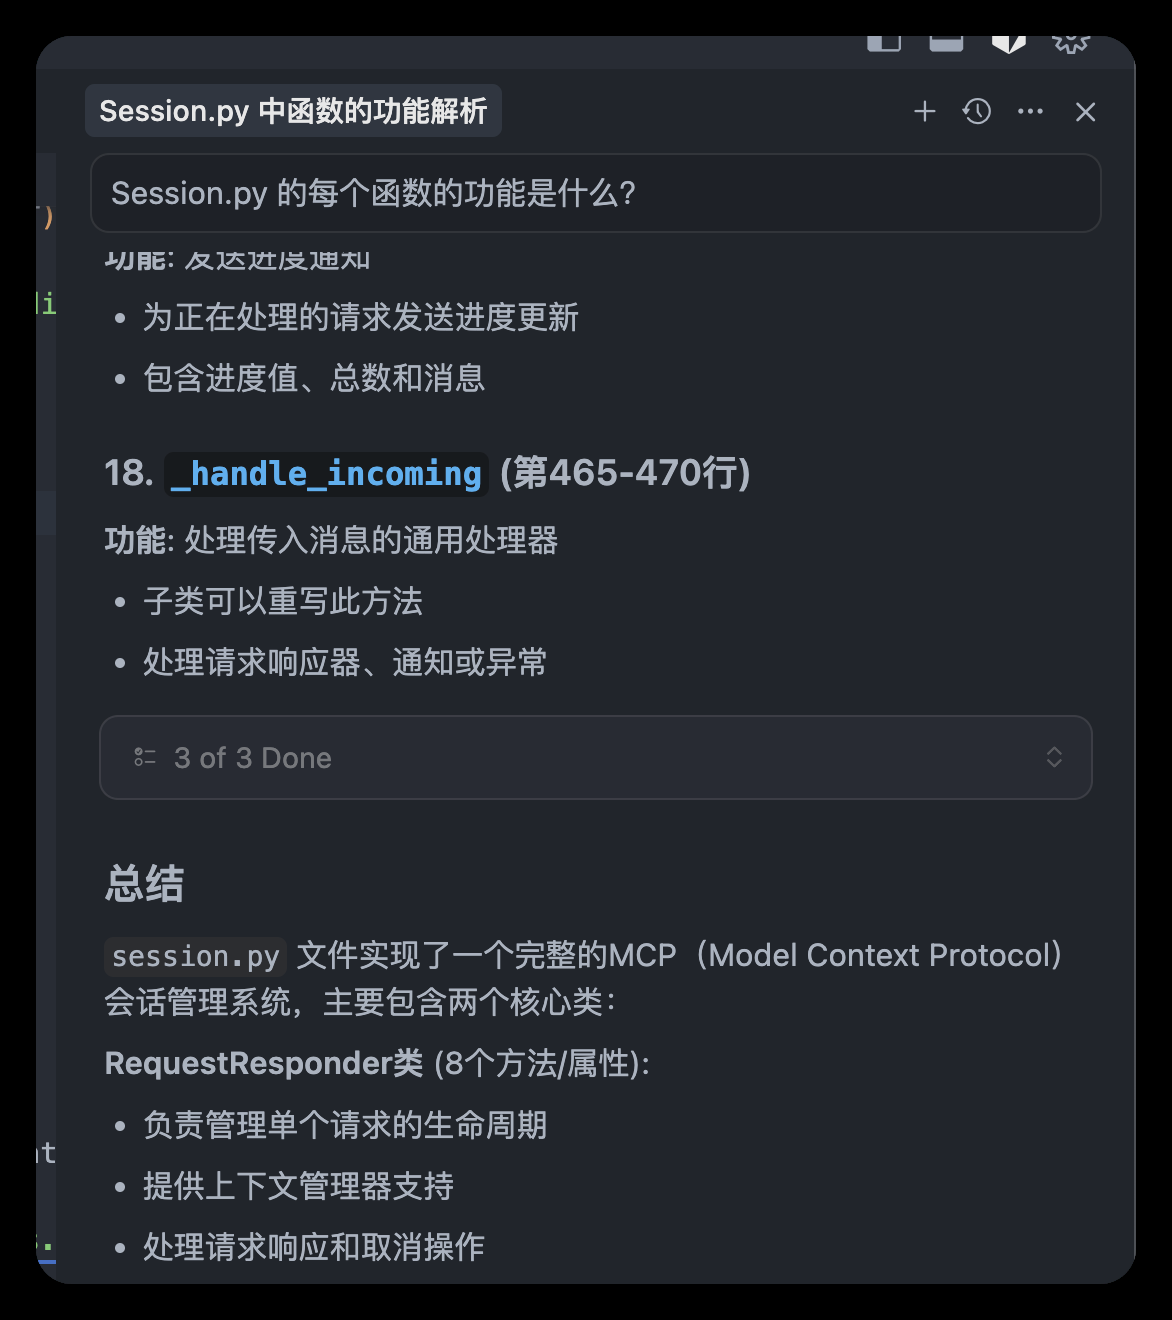 Session.py 中函数的功能解析
Session.py 的每个函数的功能是什么?
)
li
功能: 发送进度通知
• 为正在处理的请求发送进度更新
• 包含进度值、总数和消息
18. _handle_incoming (第465-470行)
功能: 处理传入消息的通用处理器
• 子类可以重写此方法
• 处理请求响应器、通知或异常
3 of 3 Done
总结
session.py 文件实现了一个完整的MCP（Model Context Protocol）
会话管理系统，主要包含两个核心类：
RequestResponder类 (8个方法/属性):
• 负责管理单个请求的生命周期
t
• 提供上下文管理器支持
• 处理请求响应和取消操作
.